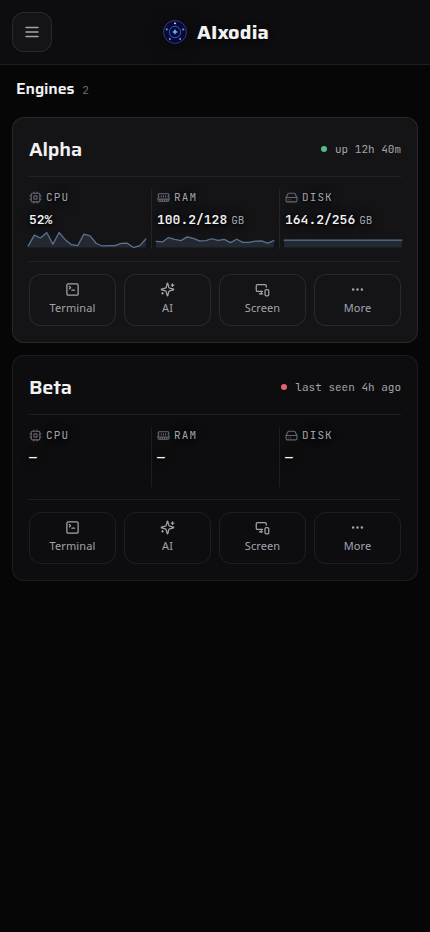 AIxodia
Engines 2
Alpha
up 12h 40m
CPU
RAM
DISK
52%
100.2/128 GB
164.2/256 GB
Terminal
AI
Screen
More
Beta
last seen 4h ago
CPU
RAM
DISK
—
—
—
Terminal
AI
Screen
More